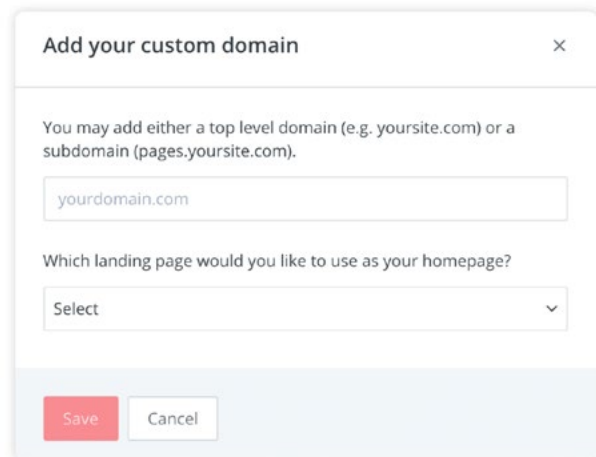 Add your custom domain ×
You may add either a top level domain (e.g. yoursite.com) or a
subdomain (pages.yoursite.com).
yourdomain.com
Which landing page would you like to use as your homepage?
Select
Save Cancel